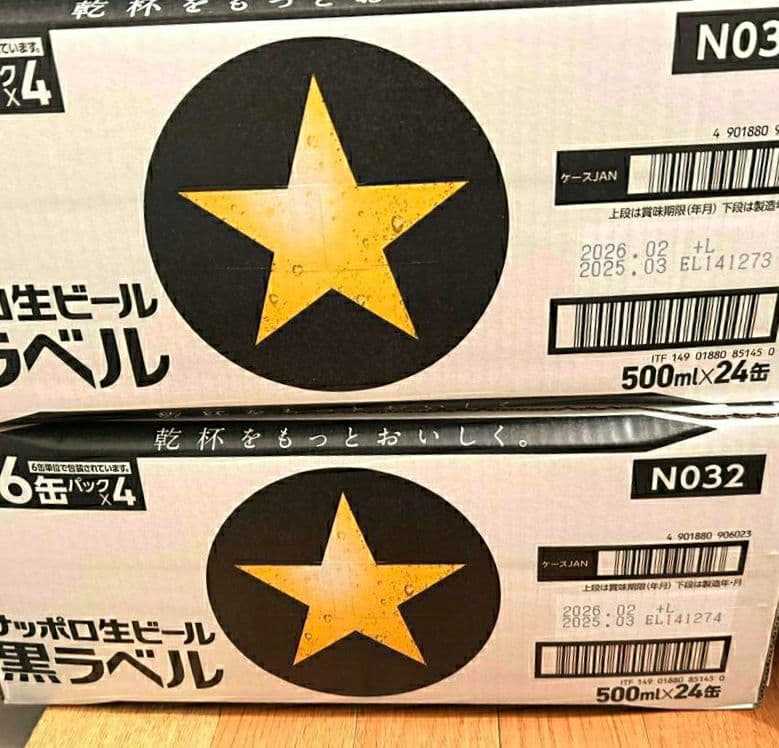 乾杯をもっとお
ています。
ク×4
N03
4 901880 9
ケースJAN
上段は賞味期限(年月) 下段は製造年
2026.02 +L
2025.03 EL141273
ロ生ビール
ラベル
ITF 149 01880 85145 0
500ml×24缶
乾杯をもっとおいしく。
6缶単位で包装されています。
6缶パック×4
N032
4 901880 906023
ケースJAN
上段は賞味期限(年月) 下段は製造年・月
2026.02 +L
2025.03 EL141274
サッポロ生ビール
黒ラベル
ITF 149 01880 85145 0
500ml×24缶